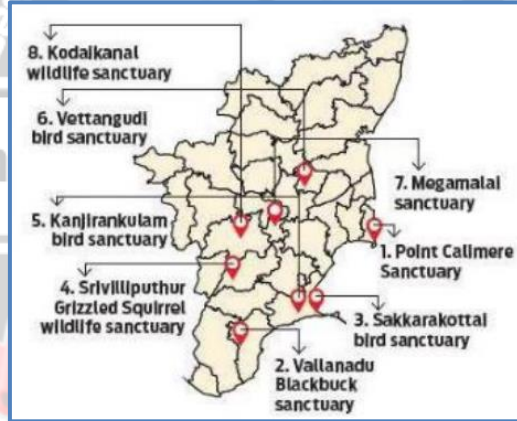 8. Kodaikanal
wildlife sanctuary
6. Vettangudi
bird sanctuary
7. Megamalai
sanctuary
5. Kanjirankulam
bird sanctuary
1. Point Calimere
Sanctuary
4. Srivilliputhur
Grizzled Squirrel
wildlife sanctuary
3. Sakkarakottai
bird sanctuary
2. Vallanadu
Blackbuck
sanctuary